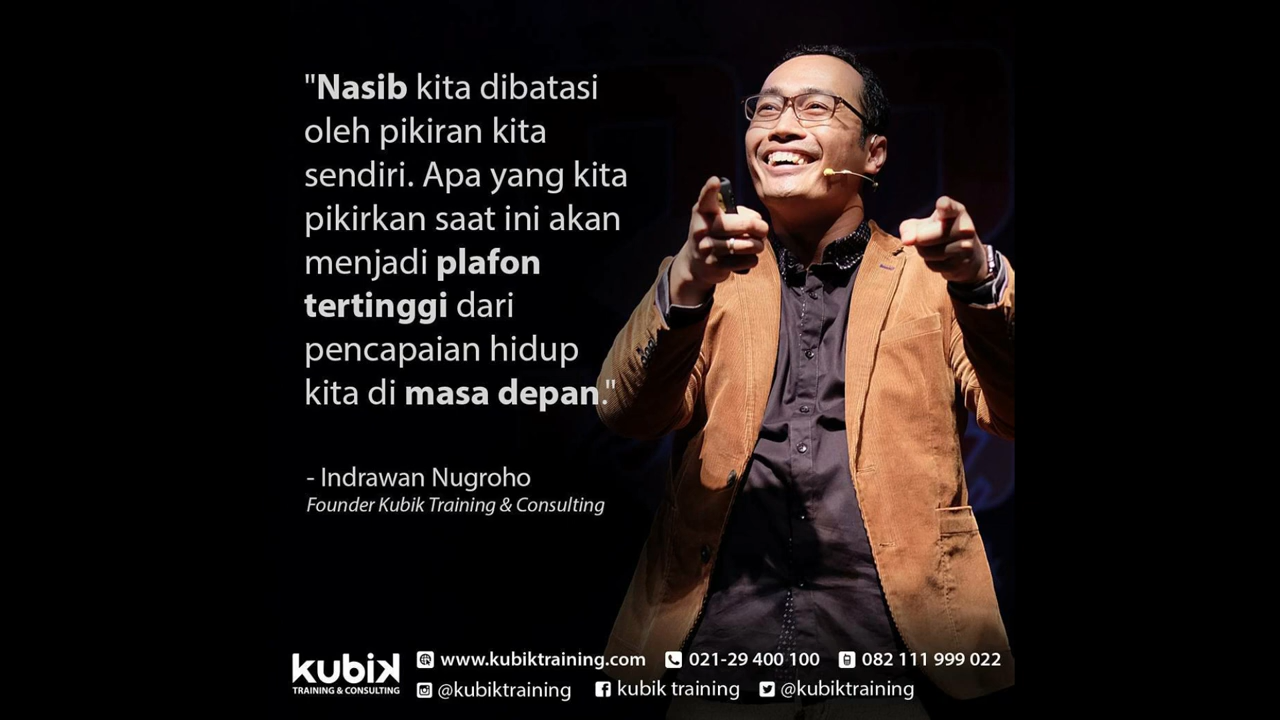 "Nasib kita dibatasi
oleh pikiran kita
sendiri. Apa yang kita
pikirkan saat ini akan
menjadi plafon
tertinggi dari
pencapaian hidup
kita di masa depan."
- Indrawan Nugroho
Founder Kubik Training & Consulting
kubik
TRAINING & CONSULTING
www.kubiktraining.com 021-29 400 100 082 111 999 022
@kubiktraining kubik training @kubiktraining